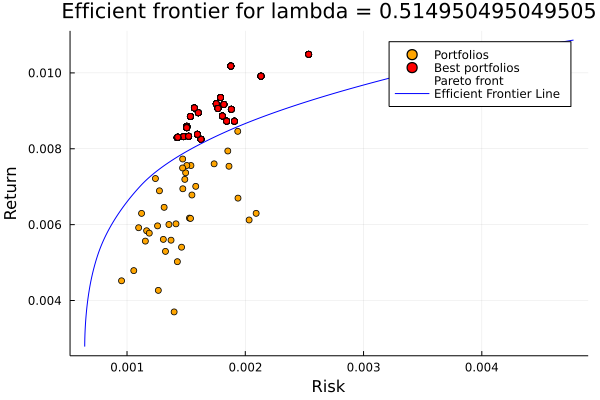 Efficient frontier for lambda = 0.514950495049505
Portfolios
Best portfolios
Pareto front
Efficient Frontier Line
0.010
0.008
0.006
0.004
Return
0.001
0.002
0.003
0.004
Risk